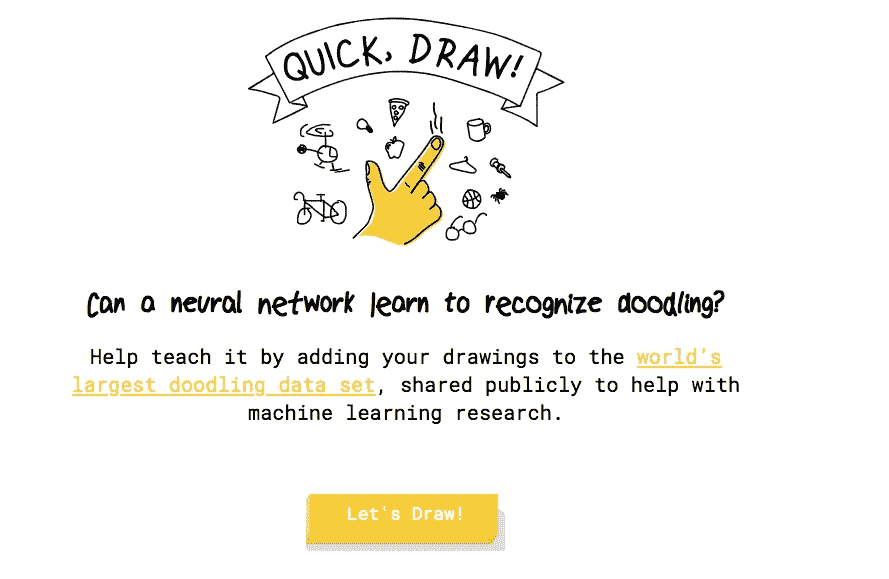 QUICK, DRAW!
Can a neural network learn to recognize doodling?
Help teach it by adding your drawings to the world's
largest doodling data set, shared publicly to help with
machine learning research.
Let's Draw!